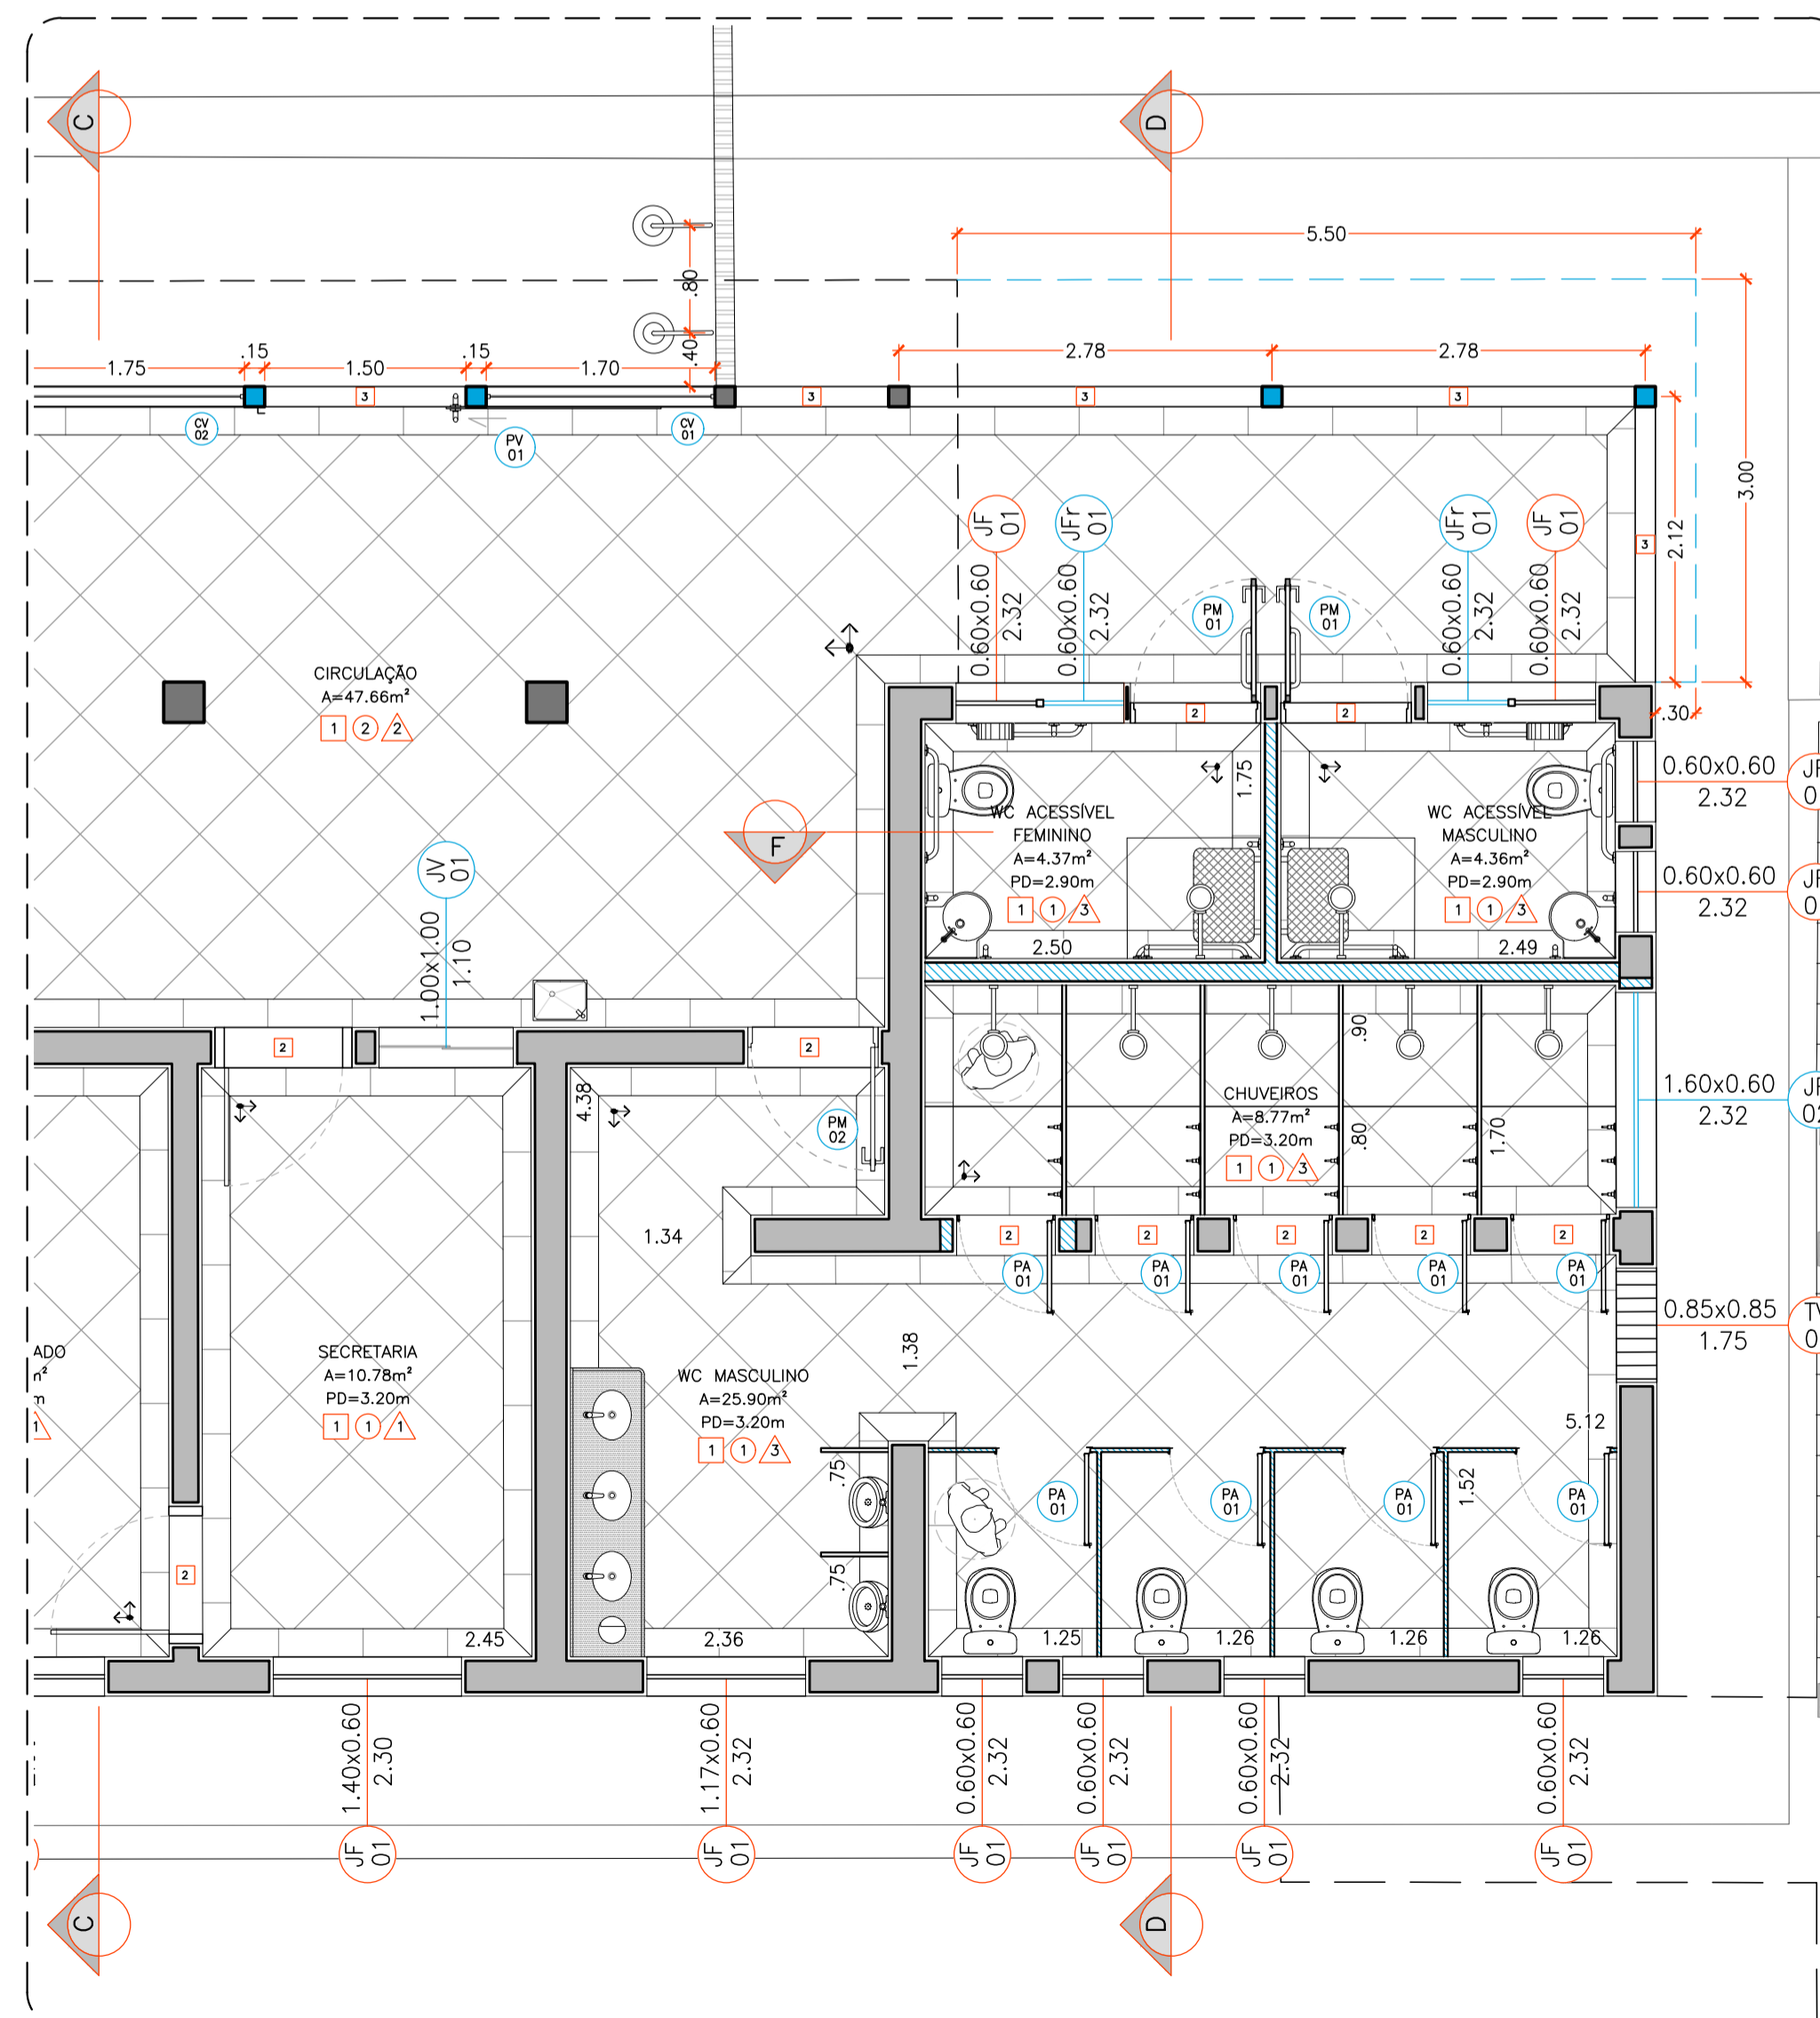 C
D
5.50
.80
.40
1.75
.15
1.50
.15
1.70
2.78
2.78
3
3
3
3
CV
02
PV
01
CV
01
3.00
2.12
3
JF
01
0.60x0.60
2.32
JFr
01
0.60x0.60
2.32
JFr
01
0.60x0.60
2.32
JF
01
0.60x0.60
2.32
PM
01
PM
01
CIRCULAÇÃO
A=47.66m²
1 2 2
2
2
.30
0.60x0.60
2.32
1.75
WC ACESSÍVEL
FEMININO
A=4.37m²
PD=2.90m
1 1 3
2.50
WC ACESSÍVEL
MASCULINO
A=4.36m²
PD=2.90m
1 1 3
2.49
F
0.60x0.60
2.32
JV
01
1.00x1.00
1.10
2
2
4.38
PM
02
.90
CHUVEIROS
A=8.77m²
PD=3.20m
1 1 3
.80
1.70
1.60x0.60
2.32
1.34
2
2
2
2
2
PA
01
PA
01
PA
01
PA
01
PA
01
0.85x0.85
1.75
ADO
m²
m
1
SECRETARIA
A=10.78m²
PD=3.20m
1 1 1
WC MASCULINO
A=25.90m²
PD=3.20m
1 1 3
1.38
5.12
.75
.75
1.52
PA
01
PA
01
PA
01
PA
01
2
2.45
2.36
1.25
1.26
1.26
1.26
1.40x0.60
2.30
JF
01
1.17x0.60
2.32
JF
01
0.60x0.60
2.32
JF
01
0.60x0.60
2.32
JF
01
0.60x0.60
2.32
JF
01
0.60x0.60
2.32
JF
01
C
D